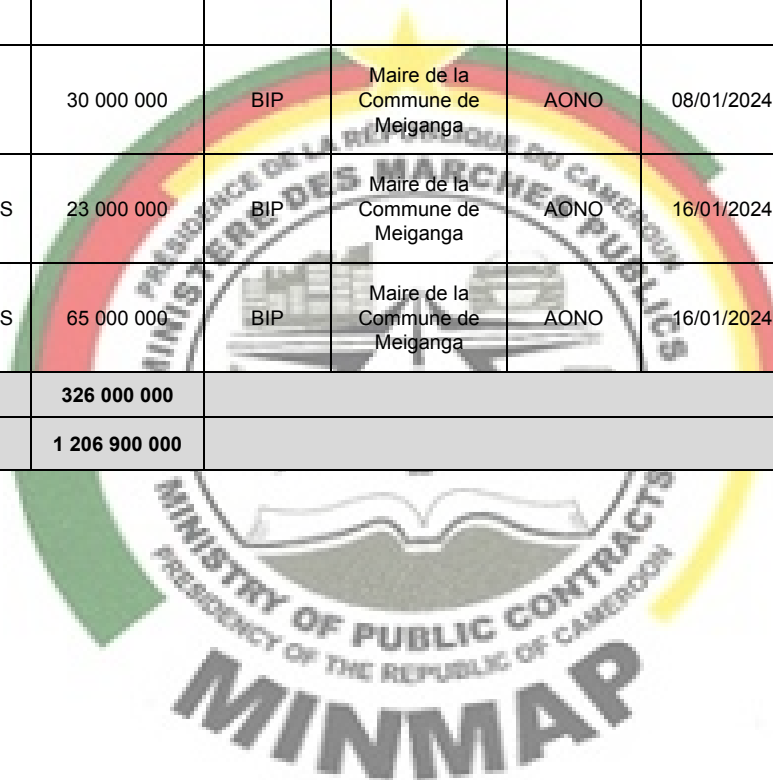 30 000 000 BIP Maire de la Commune de Meiganga AONO 08/01/2024
S 23 000 000 BIP Maire de la Commune de Meiganga AONO 16/01/2024
S 65 000 000 BIP Maire de la Commune de Meiganga AONO 16/01/2024
326 000 000
1 206 900 000
PRESIDENCE DE LA REPUBLIQUE DU CAMEROUN
MINISTERE DES MARCHES PUBLICS
MINISTRY OF PUBLIC CONTRACTS
PRESIDENCY OF THE REPUBLIC OF CAMEROON
MINMAP